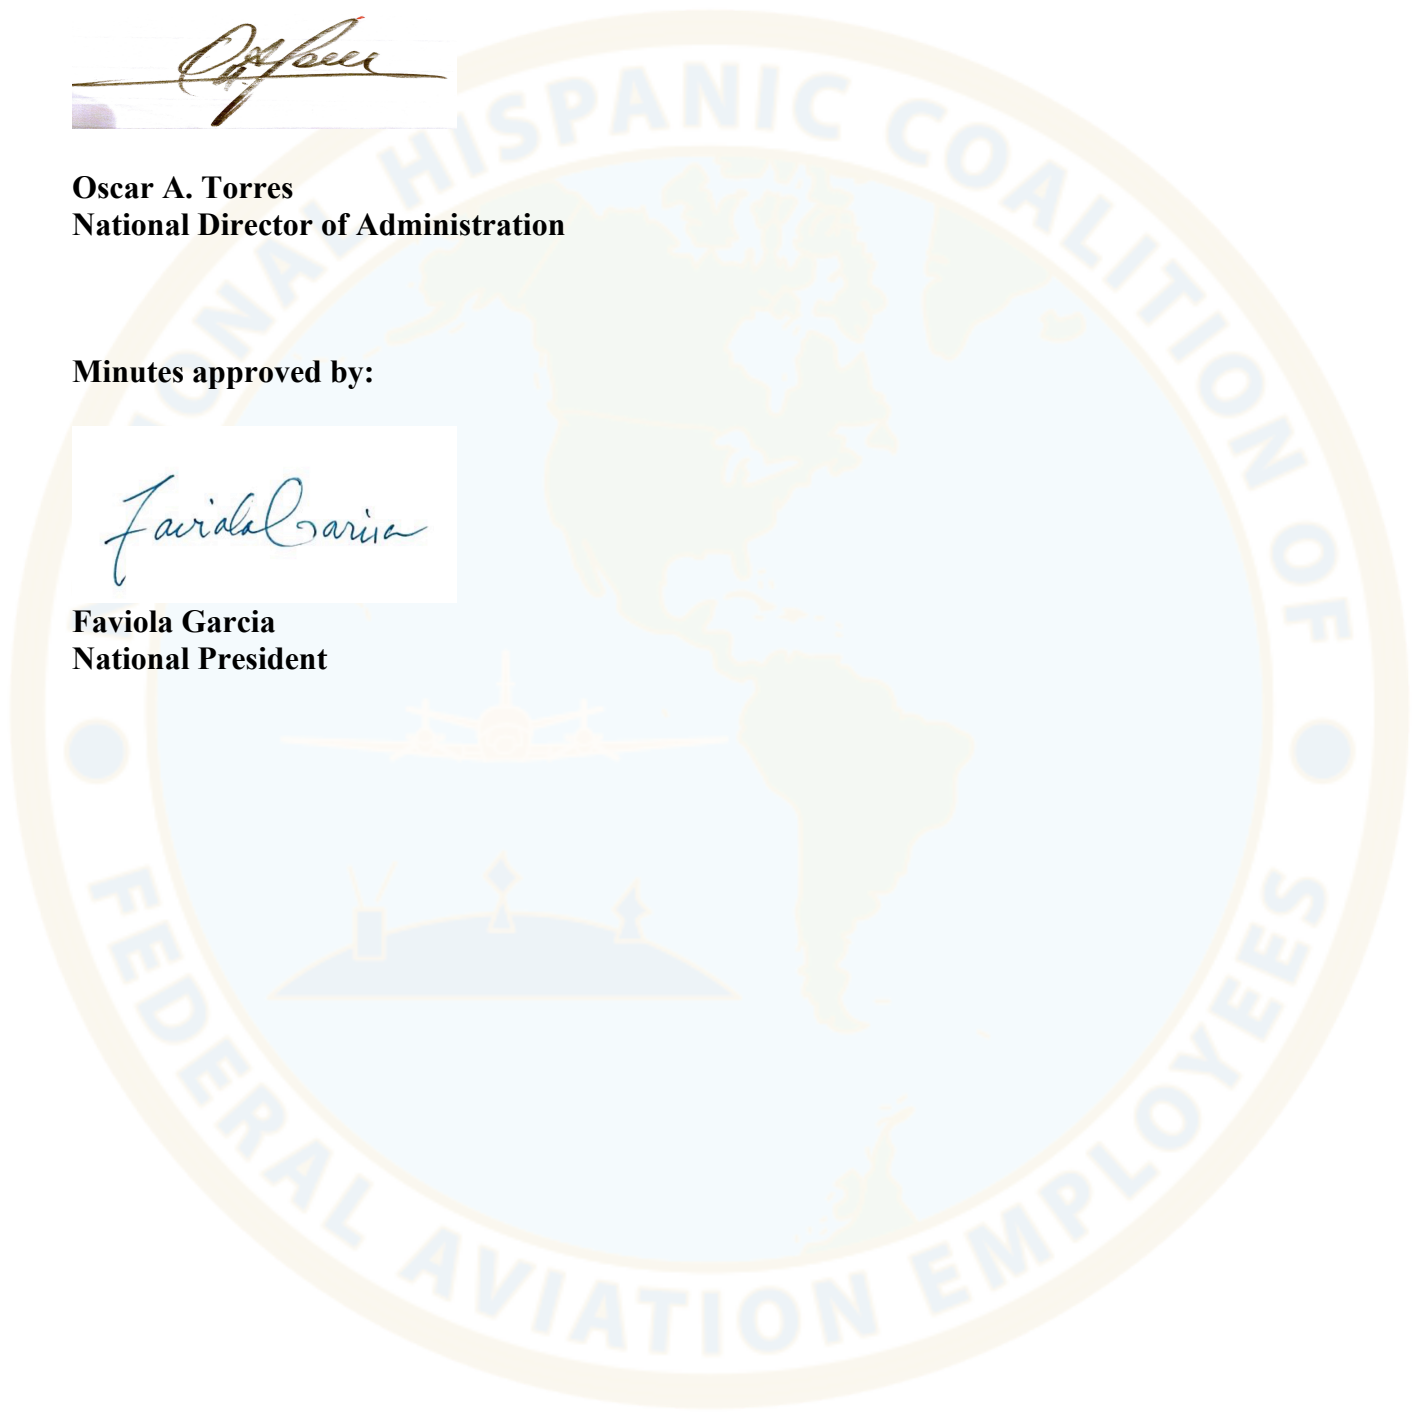 Oscar A. Torres
National Director of Administration
Minutes approved by:
Faviola Garcia
Faviola Garcia
National President
NATIONAL HISPANIC COALITION OF
FEDERAL AVIATION EMPLOYEES